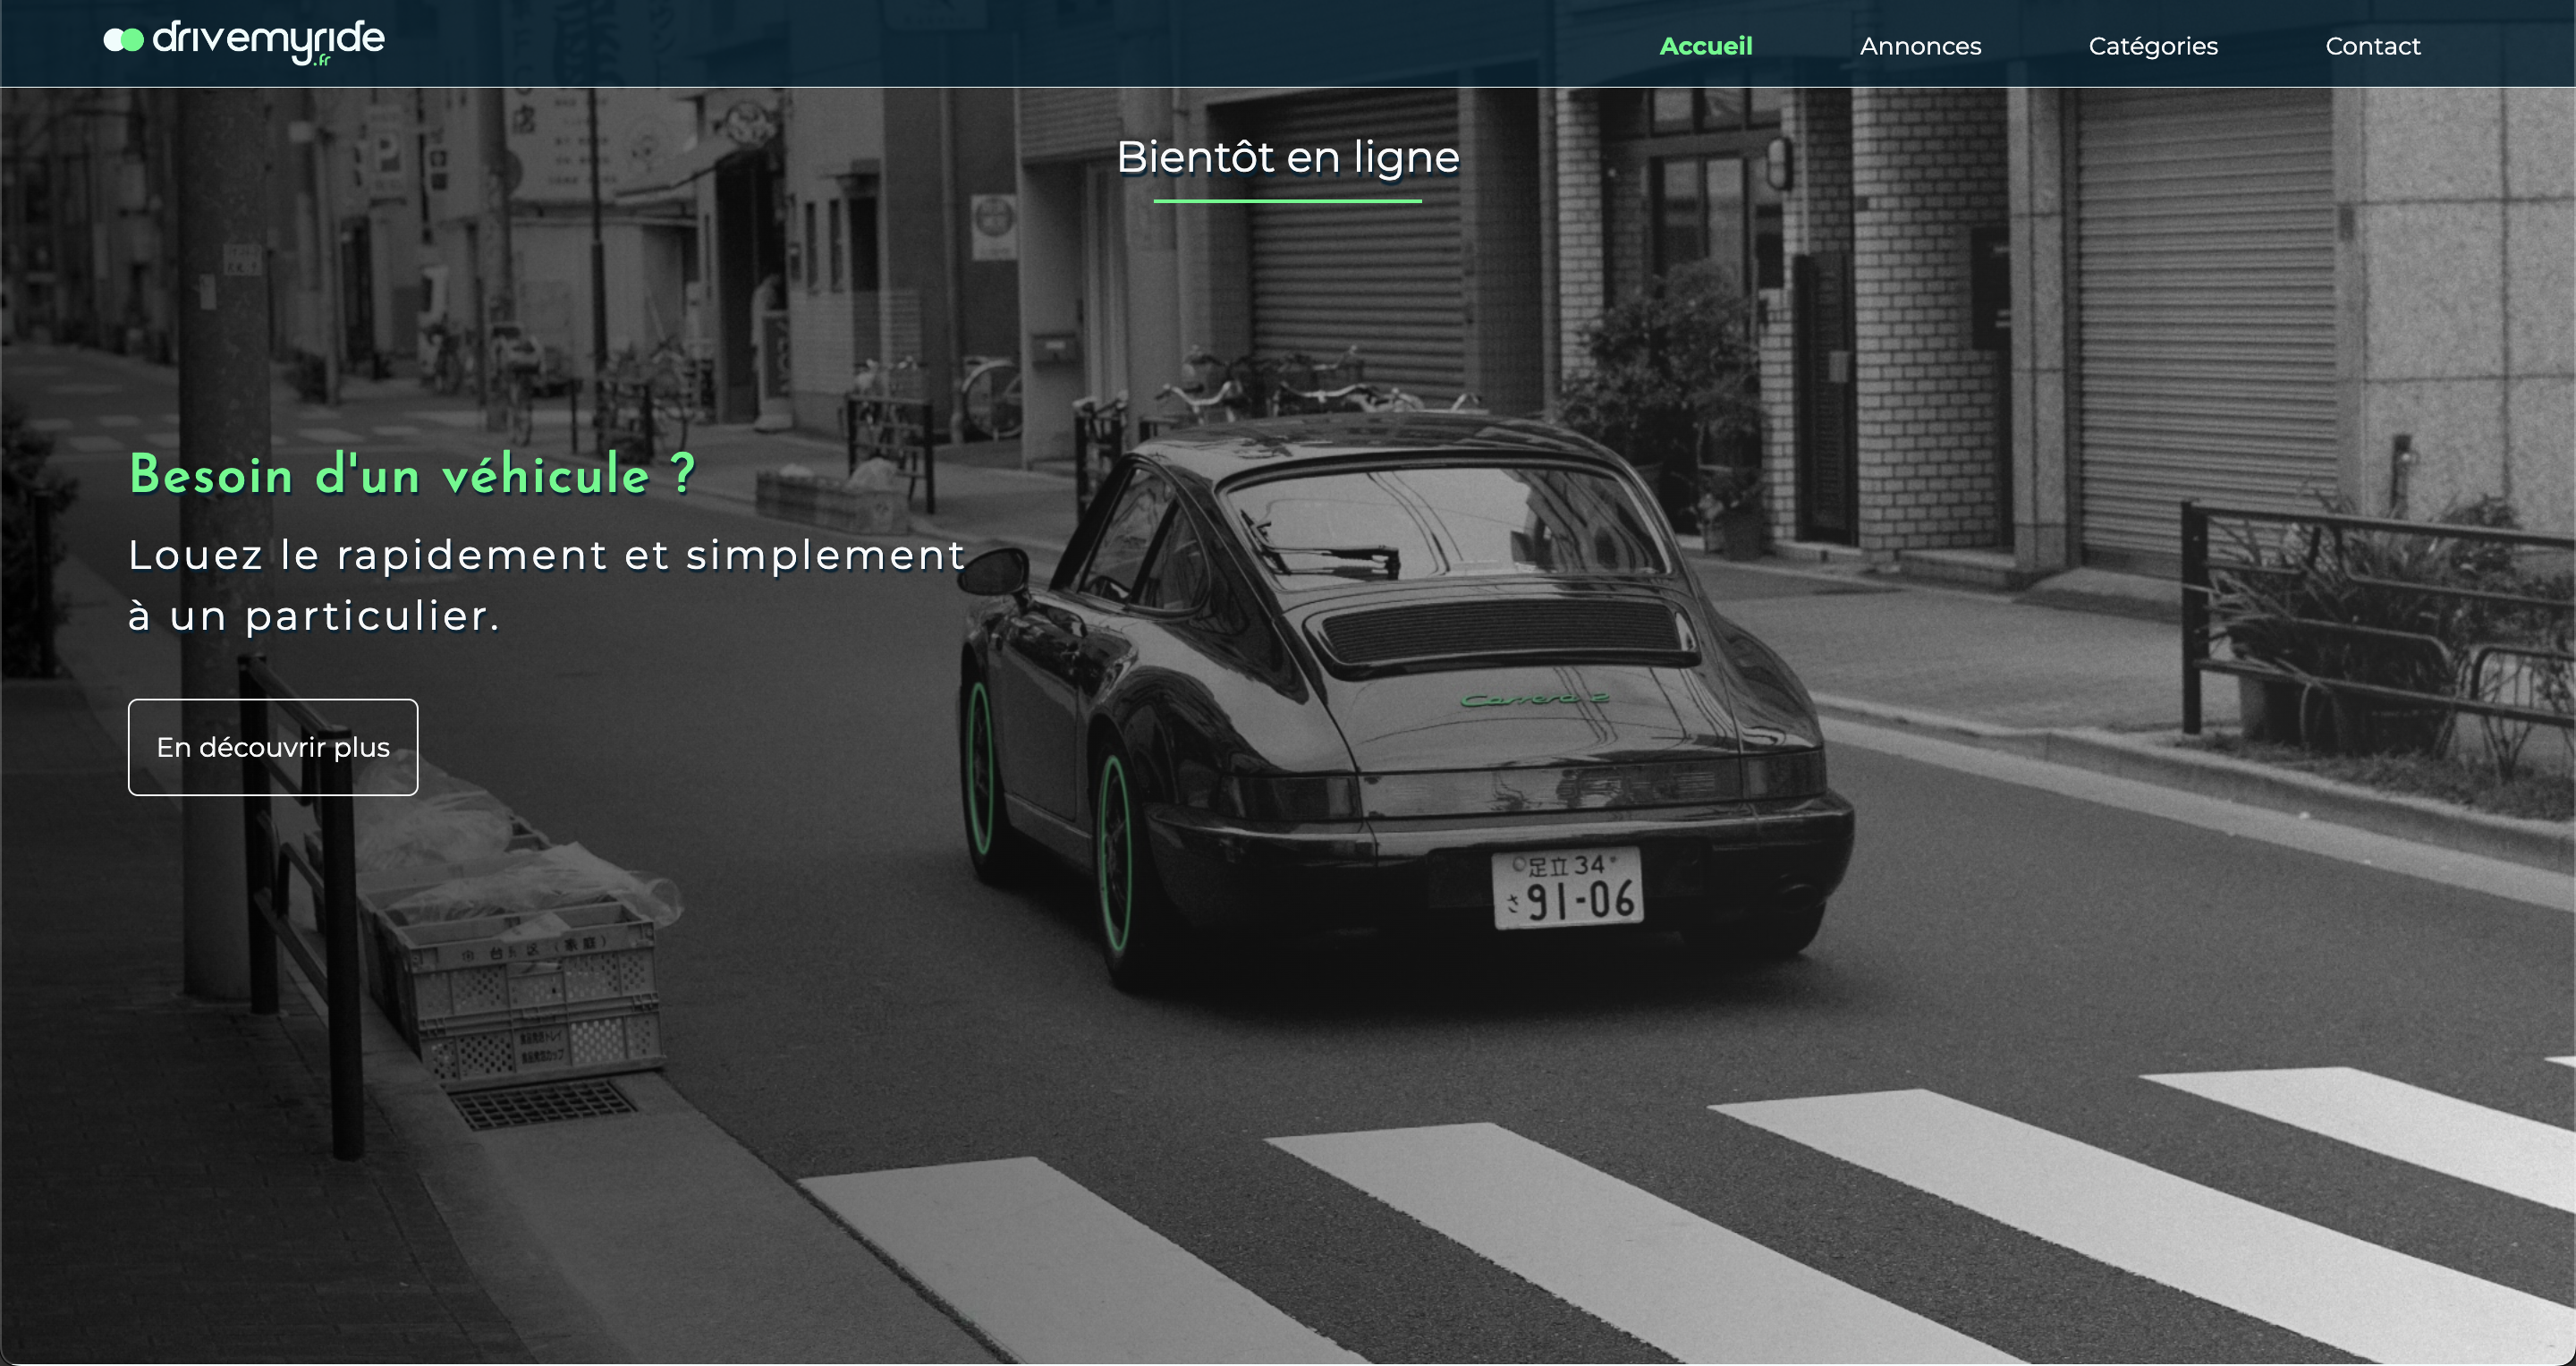 drivemyride
.fr
Accueil
Annonces
Catégories
Contact
Bientôt en ligne
Besoin d'un véhicule ?
Louez le rapidement et simplement
à un particulier.
En découvrir plus
Carrera 2
足立 34
さ 91-06